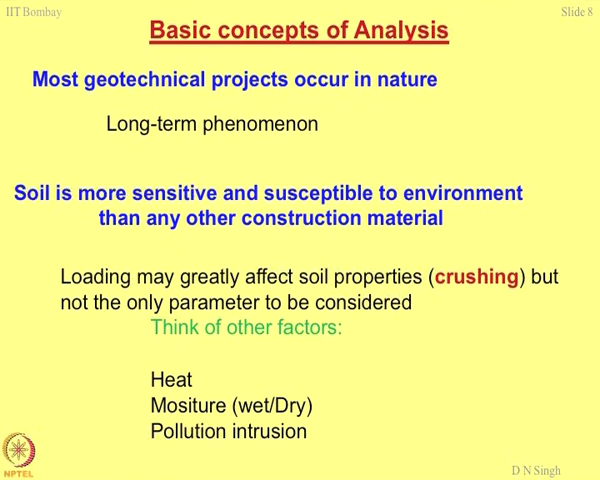 IIT Bombay
Slide 8
Basic concepts of Analysis
Most geotechnical projects occur in nature
Long-term phenomenon
Soil is more sensitive and susceptible to environment
than any other construction material
Loading may greatly affect soil properties (crushing) but
not the only parameter to be considered
Think of other factors:
Heat
Mositure (wet/Dry)
Pollution intrusion
NPTEL
D N Singh